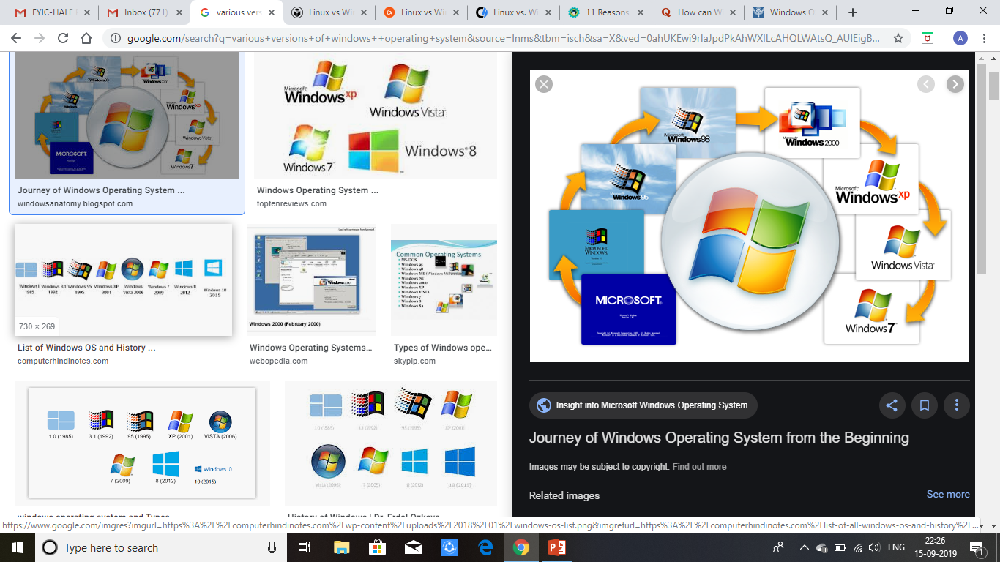 FYIC-HALF
Inbox (771)
various vers
Linux vs Wi
Linux vs Wi
Linux vs. W
11 Reasons
How can W
Windows O
google.com/search?q=various+versions+of+windows++operating+system&source=lnms&tbm=isch&sa=X&ved=0ahUKEwi9rIaJpdPkAhWXILcAHQLWAtsQ_AUIEigB...
A
Windows98
Windows 2000
Windows xp
Windows Vista
Windows 7
MICROSOFT
Journey of Windows Operating System ...
windowsanatomy.blogspot.com
Microsoft
Windows xp
Windows Vista
Windows 7
Windows 8
Windows Operating System ...
toptenreviews.com
Windows1 1985
Windows 3.1 1992
Windows 95 1995
Windows XP 2001
Windows Vista 2006
Windows 7 2009
Windows 8 2012
Windows 10 2015
730 × 269
List of Windows OS and History ...
computerhindinotes.com
Used with permission from Microsoft
Windows2000
Windows 2000 (February 2000)
Windows Operating Systems...
webopedia.com
Common Operating Systems
MS-DOS
Windows 95
Windows 98
Windows ME (Windows Millennium)
Windows NT
Windows 2000
Windows XP
Windows VISTA
Windows 7
Windows 8
Windows 8.1
Types of Windows ope...
skypip.com
1.0 (1985)
3.1 (1992)
95 (1995)
XP (2001)
VISTA (2006)
7 (2009)
8 (2012)
Windows10
10 (2015)
windows operating system and Types
1.0 (1985)
3.1 (1992)
95 (1995)
XP (2001)
Vista (2006)
7 (2009)
8 (2012)
10 (2015)
History of Windows | Dr. Erdal Ozkaya
Microsoft
Windows98
Microsoft
Windows 2000
Windows 95
Microsoft
Windows xp
MICROSOFT
WINDOWS
Windows Vista
MICROSOFT
Windows 7
Insight into Microsoft Windows Operating System
Journey of Windows Operating System from the Beginning
Images may be subject to copyright. Find out more
Related images
See more
https://www.google.com/imgres?imgurl=https%3A%2F%2Fcomputerhindinotes.com%2Fwp-content%2Fuploads%2F2018%2F01%2Fwindows-os-list.png&imgrefurl=https%3A%2F%2Fcomputerhindinotes.com%2Flist-of-all-windows-os-and-history%2F...
Type here to search
ENG
22:26
15-09-2019
1